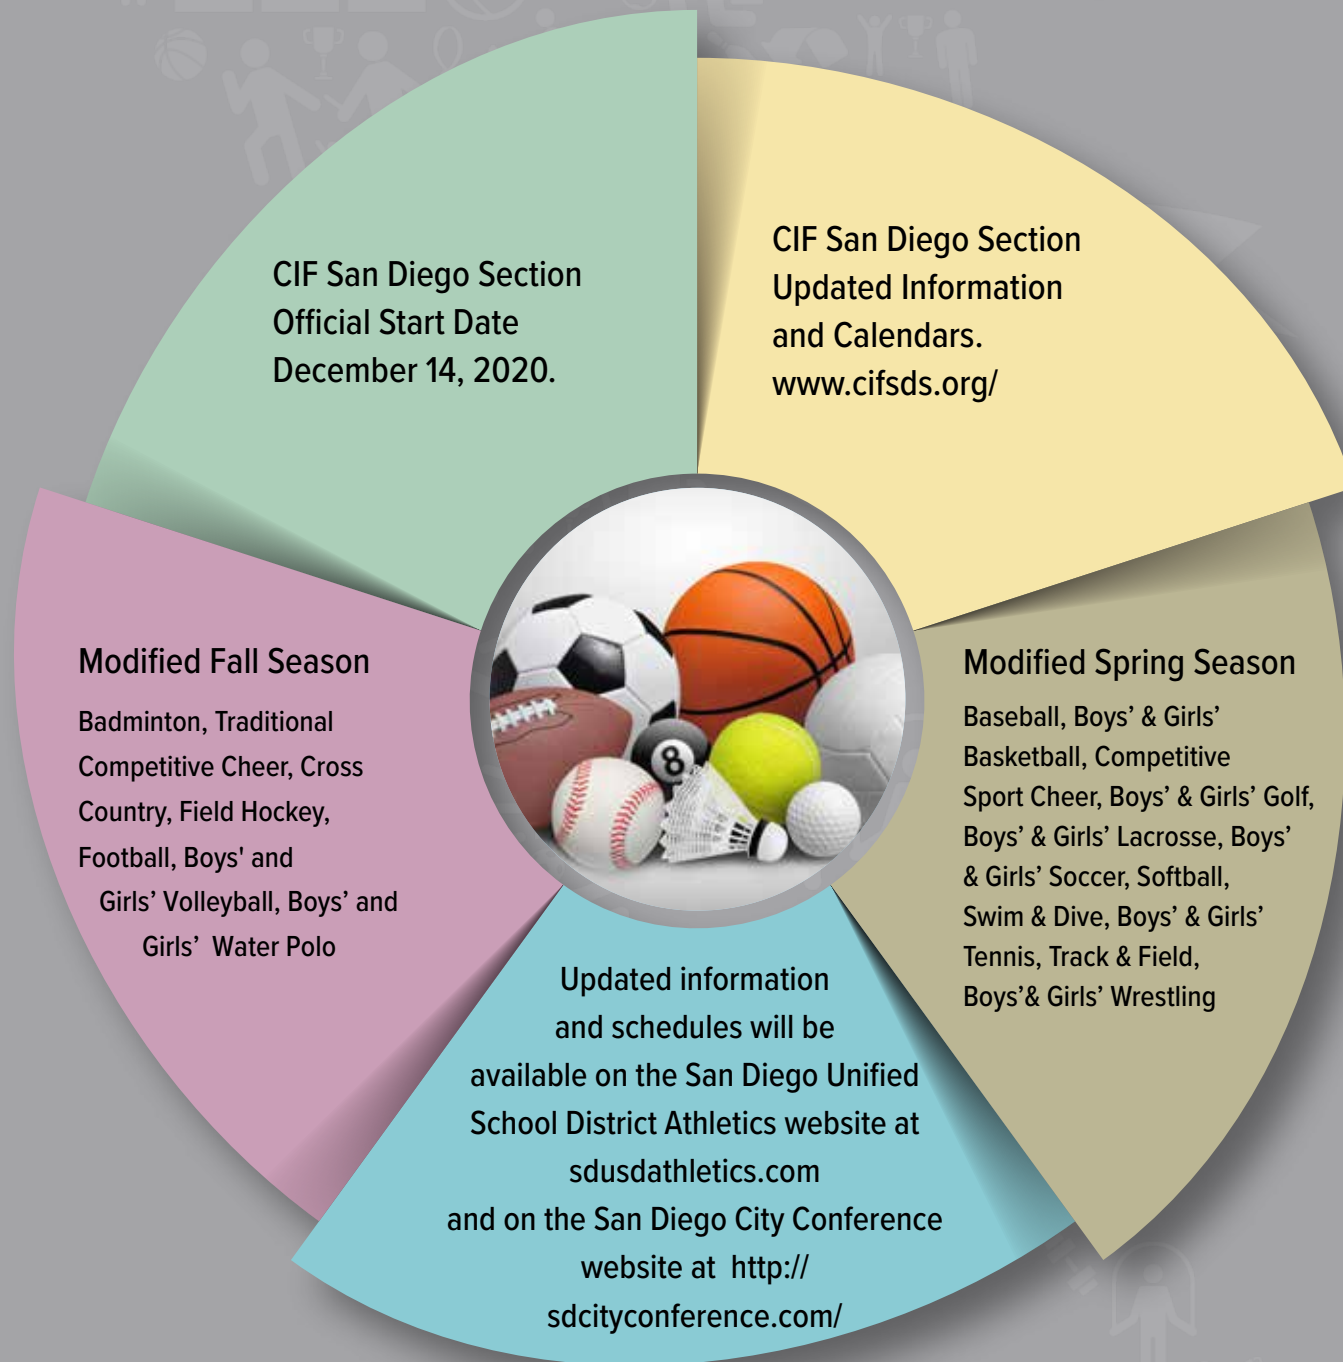 CIF San Diego Section
Official Start Date
December 14, 2020.
CIF San Diego Section
Updated Information
and Calendars.
www.cifsds.org/
Modified Fall Season
Badminton, Traditional
Competitive Cheer, Cross
Country, Field Hockey,
Football, Boys' and
Girls’ Volleyball, Boys’ and
Girls’ Water Polo
8
Modified Spring Season
Baseball, Boys’ & Girls’
Basketball, Competitive
Sport Cheer, Boys’ & Girls’ Golf,
Boys’ & Girls’ Lacrosse, Boys’
& Girls’ Soccer, Softball,
Swim & Dive, Boys’ & Girls’
Tennis, Track & Field,
Boys’& Girls’ Wrestling
Updated information
and schedules will be
available on the San Diego Unified
School District Athletics website at
sdusdathletics.com
and on the San Diego City Conference
website at http://
sdcityconference.com/